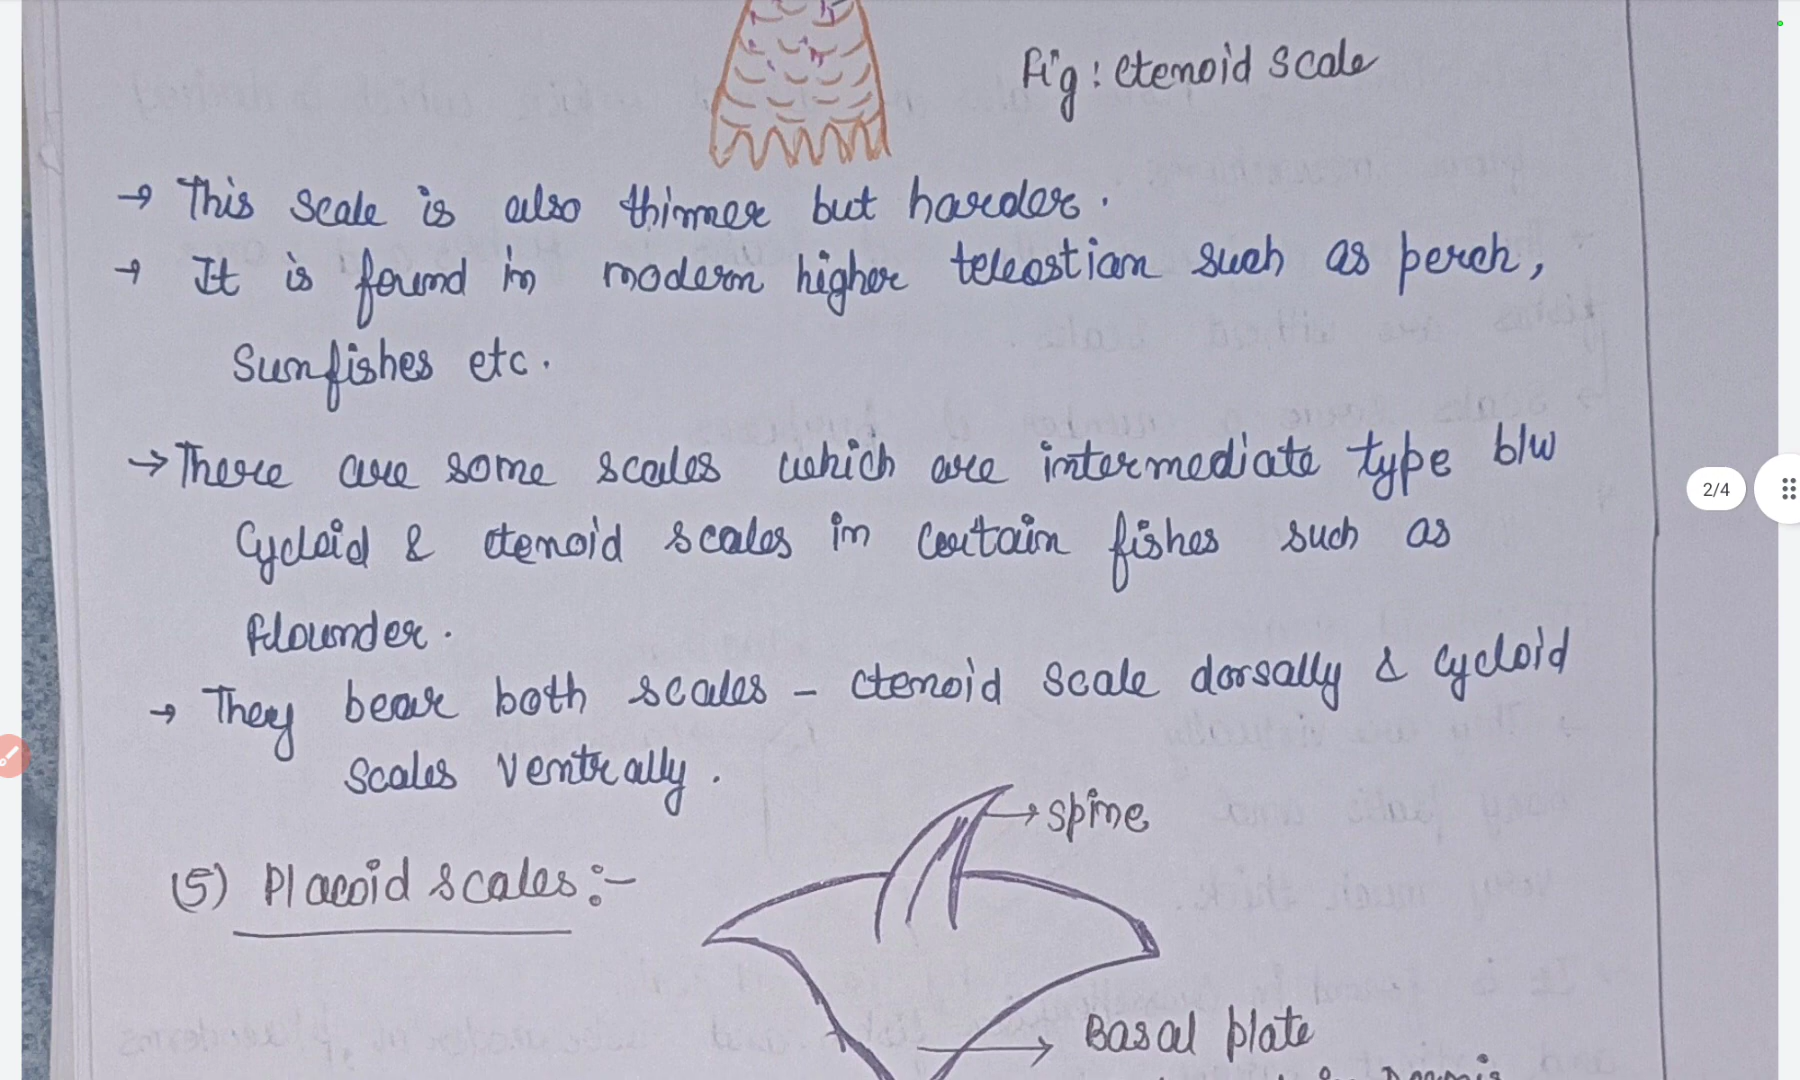 Fig: Ctenoid Scale
→ This Scale is also thinner but harder.
→ It is found in modern higher teleostian such as perch,
Sunfishes etc.
→ There are some scales which are intermediate type b/w
Cycloid & ctenoid scales in certain fishes such as
flounder.
→ They bear both scales - Ctenoid Scale dorsally & Cycloid
Scales Ventrally.
→ Spine
(5) Placoid scales:-
Basal plate
2/4